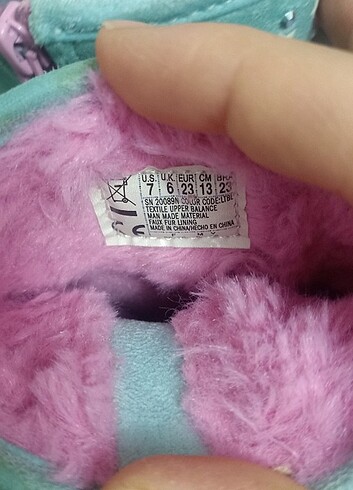 U.S. U.K. EUR CM BRA
7 6 23 13 23
SN 20089N COLOR CODE:LTBL
TEXTILE UPPER BALANCE
MAN MADE MATERIAL
FAUX FUR LINING
MADE IN CHINA/HECHO EN CHINA